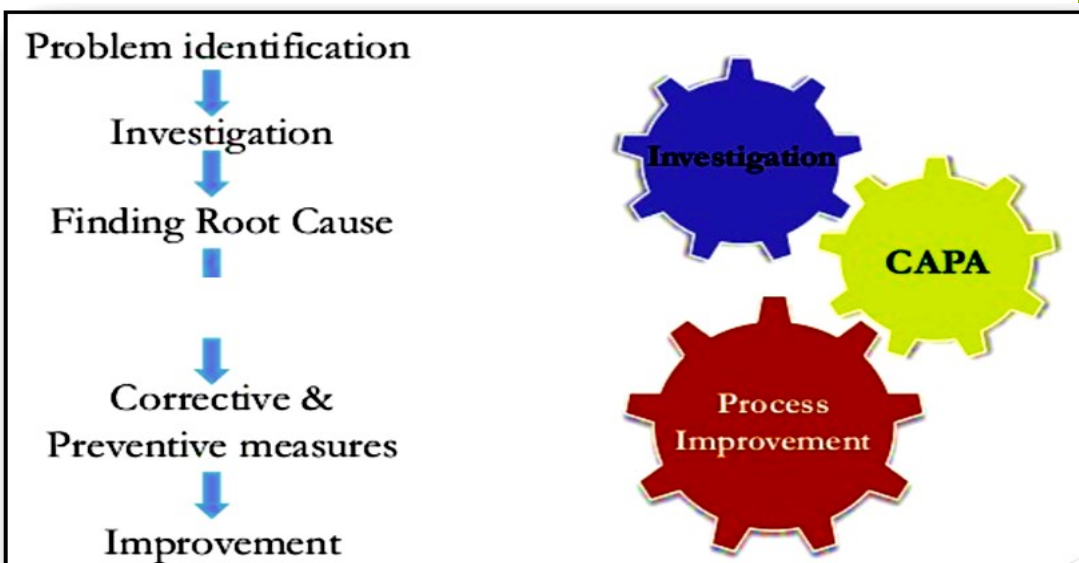 Problem identification
Investigation
Finding Root Cause
Corrective &
Preventive measures
Improvement
Investigation
CAPA
Process
Improvement